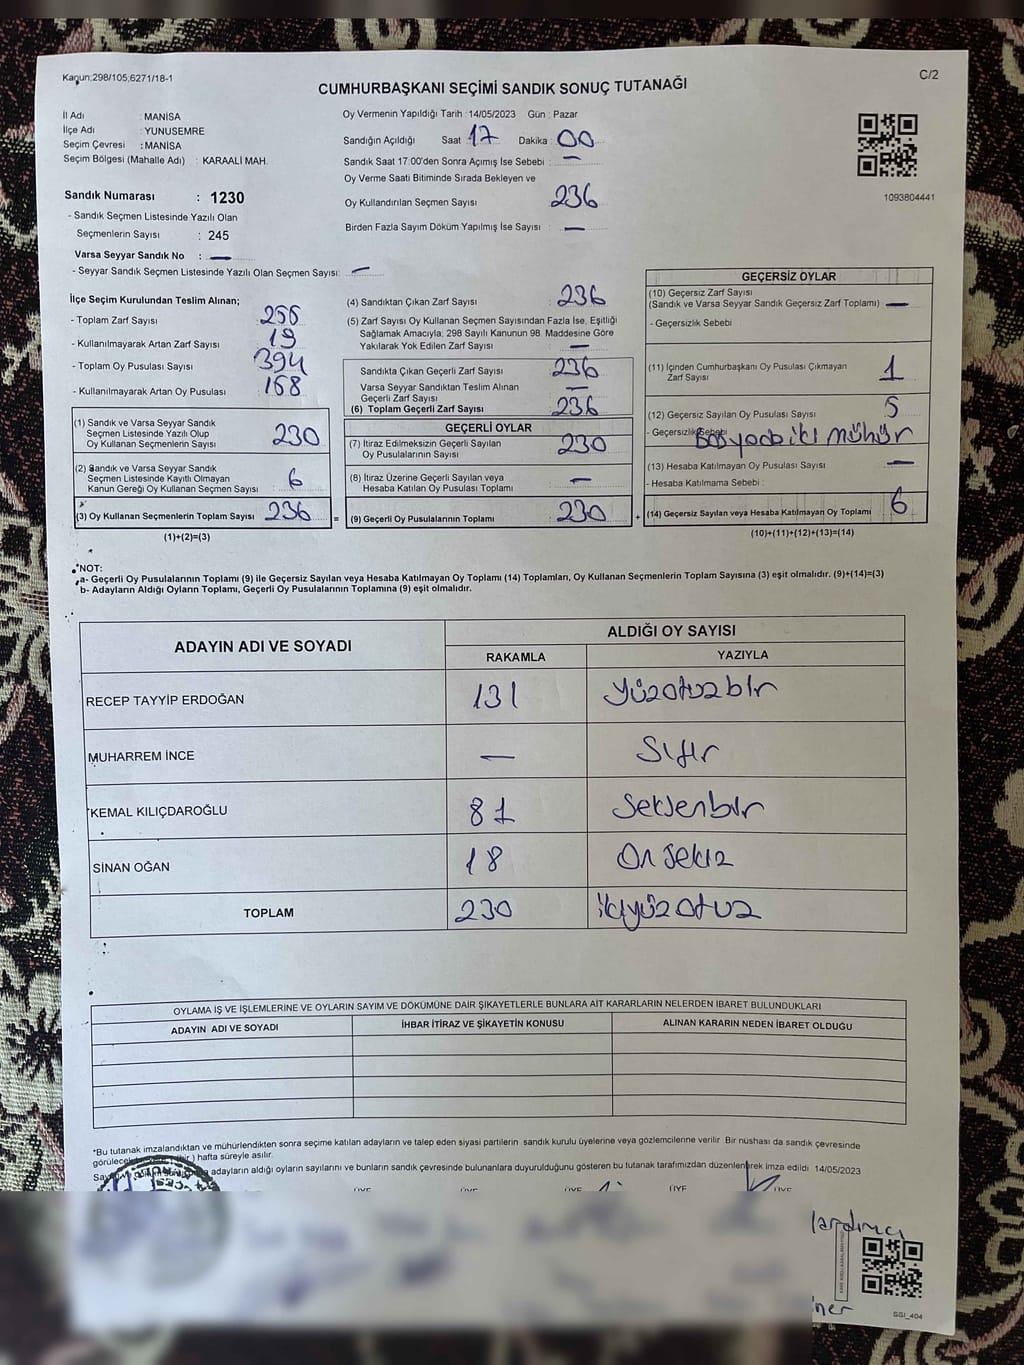 Kanun:298/105;6271/18-1
C/2
CUMHURBAŞKANI SEÇİMİ SANDIK SONUÇ TUTANAĞI
İl Adı : MANİSA
İlçe Adı : YUNUSEMRE
Seçim Çevresi : MANİSA
Seçim Bölgesi (Mahalle Adı) : KARAALİ MAH.
Sandık Numarası : 1230
- Sandık Seçmen Listesinde Yazılı Olan
Seçmenlerin Sayısı : 245
Varsa Seyyar Sandık No : —
- Seyyar Sandık Seçmen Listesinde Yazılı Olan Seçmen Sayısı: —
Oy Vermenin Yapıldığı Tarih : 14/05/2023 Gün : Pazar
Sandığın Açıldığı Saat 17 Dakika : 00
Sandık Saat 17.00'den Sonra Açımış İse Sebebi : —
Oy Verme Saati Bitiminde Sırada Bekleyen ve
Oy Kullandırılan Seçmen Sayısı 236
Birden Fazla Sayım Döküm Yapılmış İse Sayısı : —
1093804441
İlçe Seçim Kurulundan Teslim Alınan;
- Toplam Zarf Sayısı : 255
- Kullanılmayarak Artan Zarf Sayısı : 19
- Toplam Oy Pusulası Sayısı : 394
- Kullanılmayarak Artan Oy Pusulası : 158
(1) Sandık ve Varsa Seyyar Sandık
Seçmen Listesinde Yazılı Olup
Oy Kullanan Seçmenlerin Sayısı 230
(2) Sandık ve Varsa Seyyar Sandık
Seçmen Listesinde Kayıtlı Olmayan
Kanun Gereği Oy Kullanan Seçmen Sayısı 6
(3) Oy Kullanan Seçmenlerin Toplam Sayısı 236
(1)+(2)=(3)
(4) Sandıktan Çıkan Zarf Sayısı : 236
(5) Zarf Sayısı Oy Kullanan Seçmen Sayısından Fazla İse, Eşitliği
Sağlamak Amacıyla; 298 Sayılı Kanunun 98. Maddesine Göre
Yakılarak Yok Edilen Zarf Sayısı —
Sandıkta Çıkan Geçerli Zarf Sayısı 236
Varsa Seyyar Sandıktan Teslim Alınan
Geçerli Zarf Sayısı —
(6) Toplam Geçerli Zarf Sayısı 236
GEÇERLİ OYLAR
(7) İtiraz Edilmeksizin Geçerli Sayılan
Oy Pusulalarının Sayısı 230
(8) İtiraz Üzerine Geçerli Sayılan veya
Hesaba Katılan Oy Pusulası Toplamı —
= (9) Geçerli Oy Pusulalarının Toplamı 230
GEÇERSİZ OYLAR
(10) Geçersiz Zarf Sayısı
(Sandık ve Varsa Seyyar Sandık Geçersiz Zarf Toplamı) —
- Geçersizlik Sebebi
(11) İçinden Cumhurbaşkanı Oy Pusulası Çıkmayan
Zarf Sayısı 1
(12) Geçersiz Sayılan Oy Pusulası Sayısı 5
- Geçersizlik Sebebi iki mühür
(13) Hesaba Katılmayan Oy Pusulası Sayısı —
- Hesaba Katılmama Sebebi :
+ (14) Geçersiz Sayılan veya Hesaba Katılmayan Oy Toplamı 6
(10)+(11)+(12)+(13)=(14)
NOT:
a- Geçerli Oy Pusulalarının Toplamı (9) ile Geçersiz Sayılan veya Hesaba Katılmayan Oy Toplamı (14) Toplamları, Oy Kullanan Seçmenlerin Toplam Sayısına (3) eşit olmalıdır. (9)+(14)=(3)
b- Adayların Aldığı Oyların Toplamı, Geçerli Oy Pusulalarının Toplamına (9) eşit olmalıdır.
ADAYIN ADI VE SOYADI
ALDIĞI OY SAYISI
RAKAMLA YAZIYLA
RECEP TAYYİP ERDOĞAN 131 yüzotuzbir
MUHARREM İNCE — Sıfır
KEMAL KILIÇDAROĞLU 81 Seksenbir
SİNAN OĞAN 18 On sekiz
TOPLAM 230 ikiyüzotuz
OYLAMA İŞ VE İŞLEMLERİNE VE OYLARIN SAYIM VE DÖKÜMÜNE DAİR ŞİKAYETLERLE BUNLARA AİT KARARLARIN NELERDEN İBARET BULUNDUKLARI
ADAYIN ADI VE SOYADI İHBAR İTİRAZ VE ŞİKAYETİN KONUSU ALINAN KARARIN NEDEN İBARET OLDUĞU
*Bu tutanak imzalandıktan ve mühürlendikten sonra seçime katılan adayların ve talep eden siyasi partilerin sandık kurulu üyelerine veya gözlemcilerine verilir. Bir nüshası da sandık çevresinde
) hafta süreyle asılır.
adayların aldığı oyların sayılarını ve bunların sandık çevresinde bulunanlara duyurulduğunu gösteren bu tutanak tarafımızdan düzenlenerek imza edildi 14/05/2023
ÜYE ÜYE ÜYE ÜYE
SSI_404